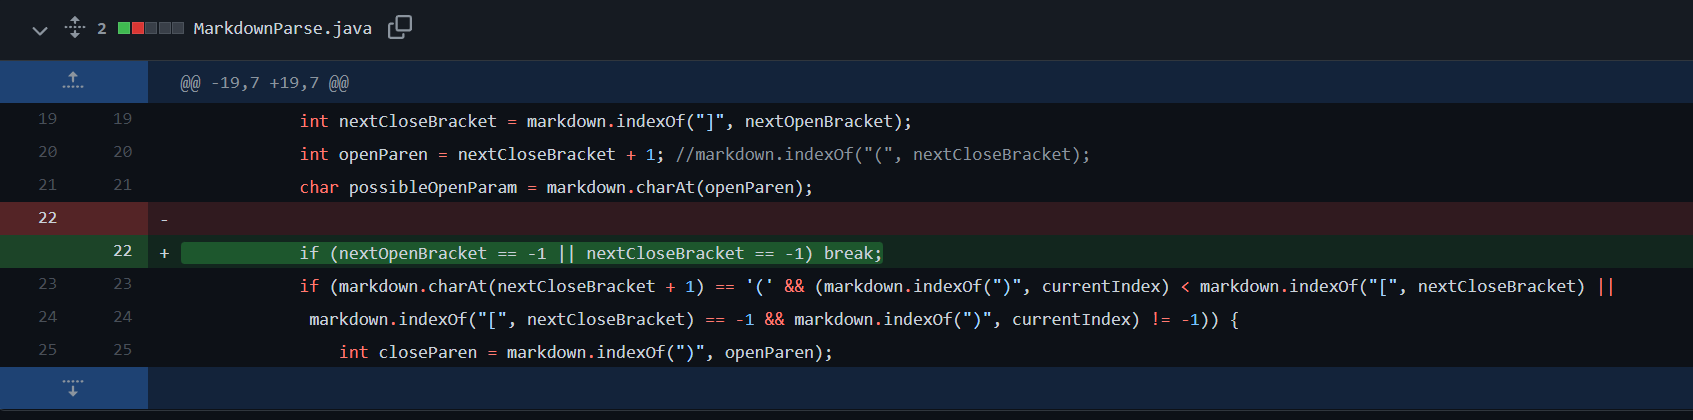 2 MarkdownParse.java
@@ -19,7 +19,7 @@
19 19 int nextCloseBracket = markdown.indexOf("]", nextOpenBracket);
20 20 int openParen = nextCloseBracket + 1; //markdown.indexOf("(", nextCloseBracket);
21 21 char possibleOpenParam = markdown.charAt(openParen);
22 -
22 + if (nextOpenBracket == -1 || nextCloseBracket == -1) break;
23 23 if (markdown.charAt(nextCloseBracket + 1) == '(' && (markdown.indexOf(")", currentIndex) < markdown.indexOf("[", nextCloseBracket) ||
24 24 markdown.indexOf("[", nextCloseBracket) == -1 && markdown.indexOf(")", currentIndex) != -1)) {
25 25 int closeParen = markdown.indexOf(")", openParen);